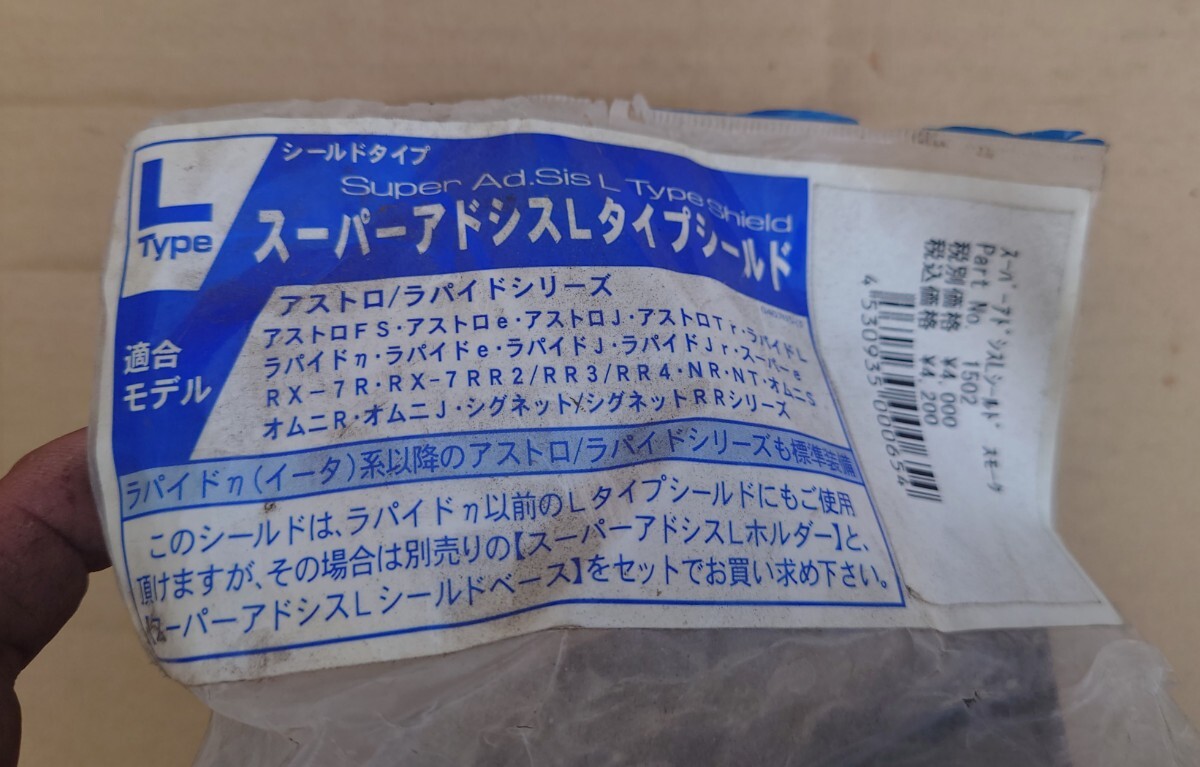 L
Type
シールドタイプ
Super Ad.Sis L Type Shield
スーパーアドシスLタイプシールド
適合
モデル
アストロ/ラパイドシリーズ
アストロFS・アストロe・アストロJ・アストロTr・ラパイドL
ラパイドη・ラパイドe・ラパイドJ・ラパイドJr・スーパーe
RX-7R・RX-7RR2/RR3/RR4・NR・NT・オムニS
オムニR・オムニJ・シグネット/シグネットRRシリーズ
ラパイドη(イータ)系以降のアストロ/ラパイドシリーズも標準装備
このシールドは、ラパイドη以前のLタイプシールドにもご使用
頂けますが、その場合は別売りの【スーパーアドシスLホルダー】と、
【スーパーアドシスLシールドベース】をセットでお買い求め下さい。
スーパーアドシスLシールド スモーク
Part No. 1502
税別価格 ¥4,000
税込価格 ¥4,200
4530935000654